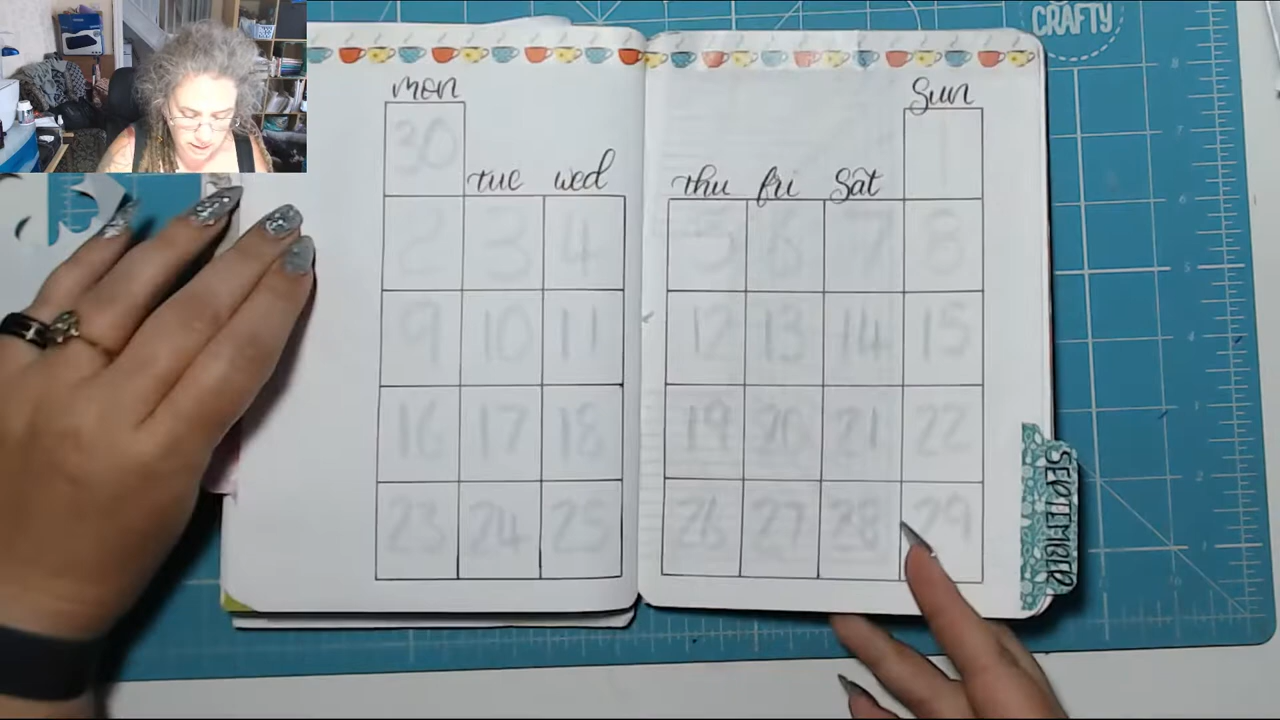 CRAFTY
mon
Sun
30
1
tue wed
thu fri Sat
2 3 4 5 6 7 8
9 10 11 12 13 14 15
16 17 18 19 20 21 22
23 24 25 26 27 28 29
SEPTEMBER